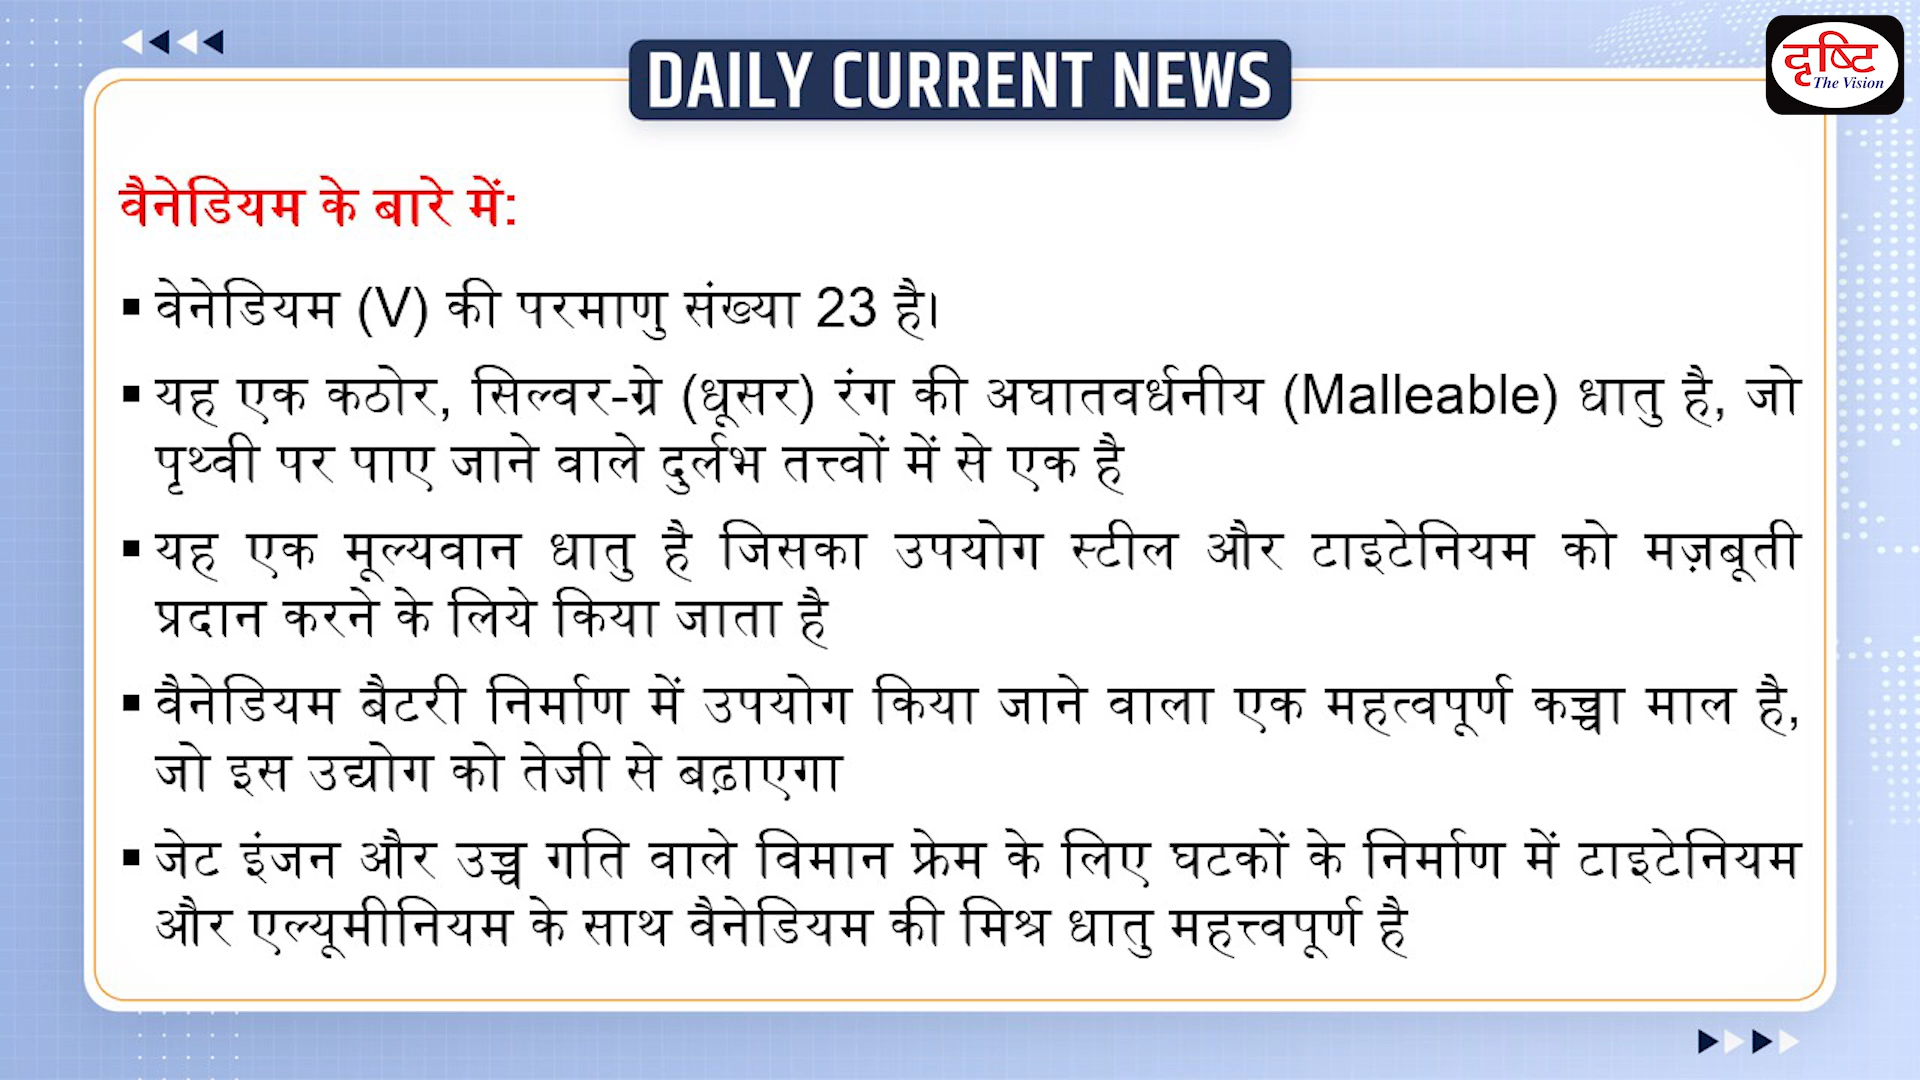 DAILY CURRENT NEWS
दृष्टि
The Vision
वैनेडियम के बारे में:
▪ वेनेडियम (V) की परमाणु संख्या 23 है।
▪ यह एक कठोर, सिल्वर-ग्रे (धूसर) रंग की अघातवर्धनीय (Malleable) धातु है, जो
पृथ्वी पर पाए जाने वाले दुर्लभ तत्त्वों में से एक है
▪ यह एक मूल्यवान धातु है जिसका उपयोग स्टील और टाइटेनियम को मज़बूती
प्रदान करने के लिये किया जाता है
▪ वैनेडियम बैटरी निर्माण में उपयोग किया जाने वाला एक महत्वपूर्ण कच्चा माल है,
जो इस उद्योग को तेजी से बढ़ाएगा
▪ जेट इंजन और उच्च गति वाले विमान फ्रेम के लिए घटकों के निर्माण में टाइटेनियम
और एल्यूमीनियम के साथ वैनेडियम की मिश्र धातु महत्त्वपूर्ण है